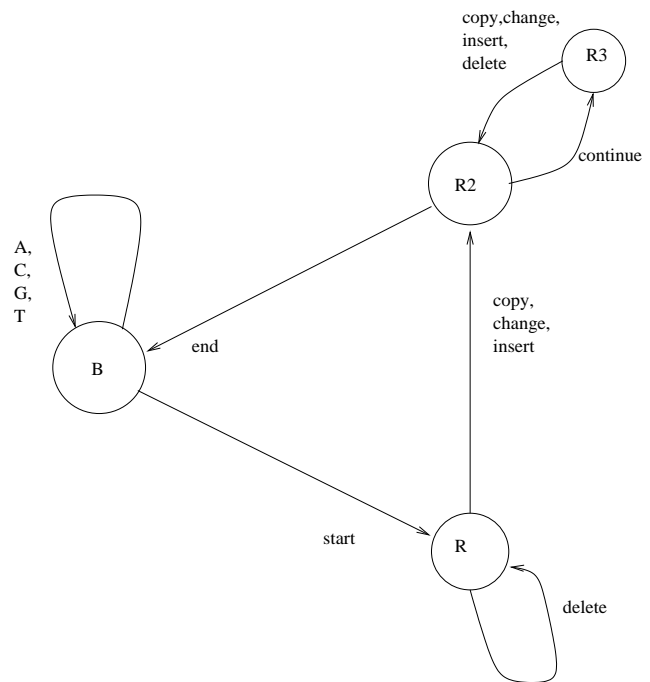 copy,change,
insert,
delete
R3
continue
R2
A,
C,
G,
T
copy,
change,
insert
end
B
start
R
delete